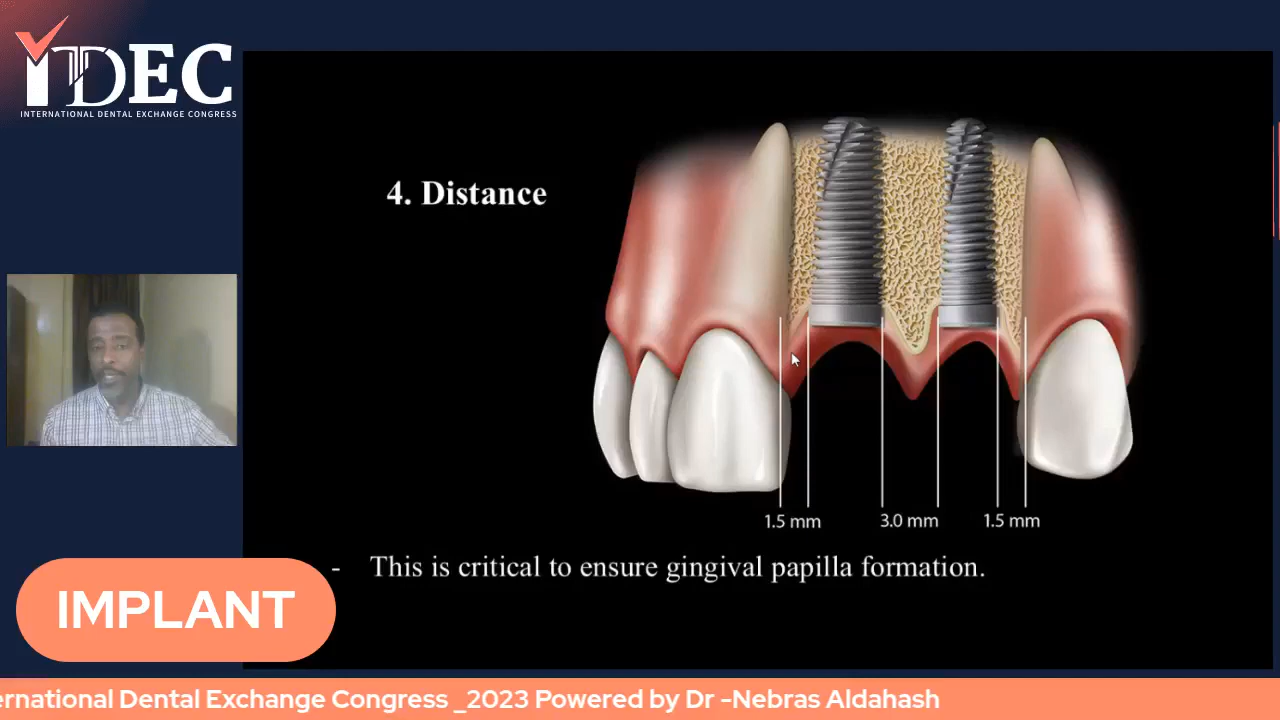 IDEC
INTERNATIONAL DENTAL EXCHANGE CONGRESS
4. Distance
1.5 mm 3.0 mm 1.5 mm
- This is critical to ensure gingival papilla formation.
IMPLANT
ernational Dental Exchange Congress _2023 Powered by Dr -Nebras Aldahash